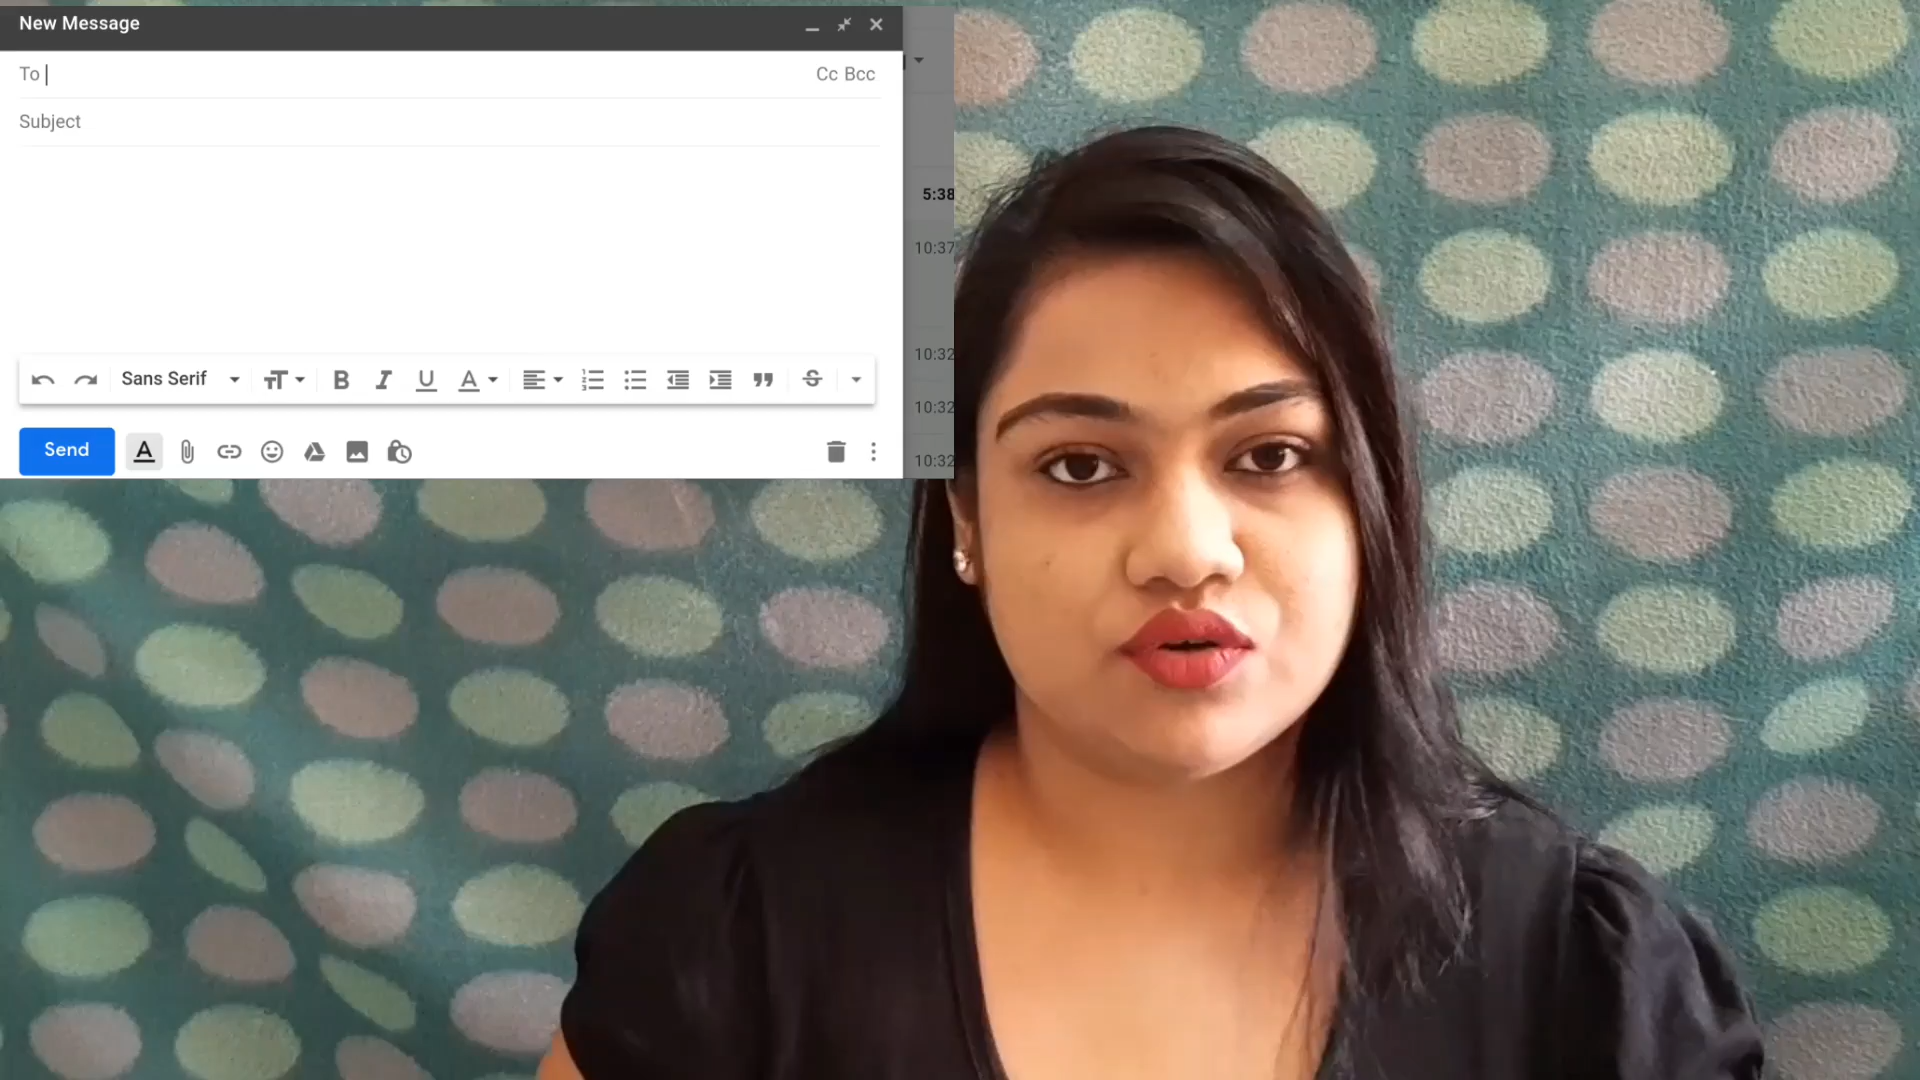 New Message
To
Cc Bcc
Subject
5:38
10:37
10:32
10:32
10:32
Sans Serif
Send